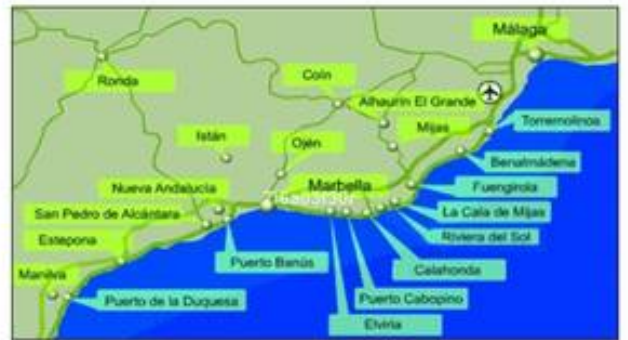 Málaga
Ronda
Coín
Alhaurín El Grande
Torremolinos
Istán
Ojén
Mijas
Benalmádena
Nueva Andalucía
Marbella
Fuengirola
San Pedro de Alcántara
La Cala de Mijas
Estepona
Riviera del Sol
Puerto Banús
Calahonda
Manilva
Puerto de la Duquesa
Puerto Cabopino
Elviria